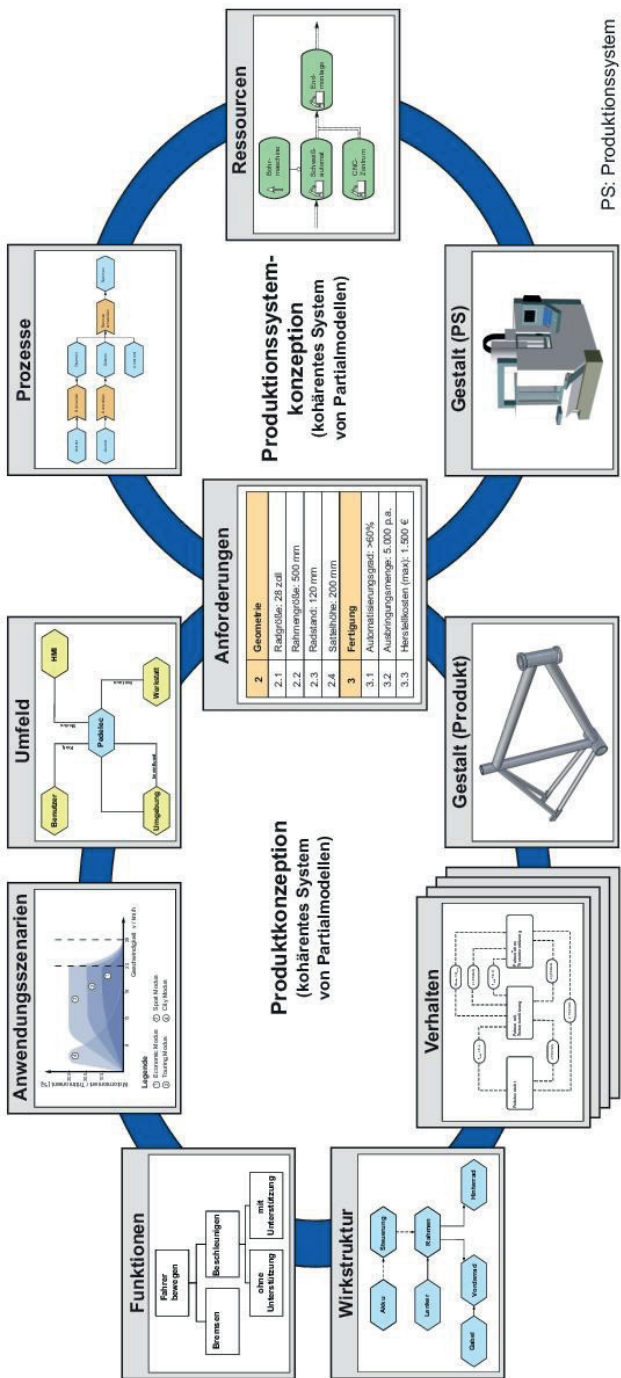 Anwendungsszenarien
Legende
Economic Modus
Touring Modus
Sport Modus
City Modus
Umfeld
Benutzer
HMI
Pedelec
Umgebung
Werkstatt
Prozesse
Funktionen
Fahrer
bewegen
Bremsen
Beschleunigen
ohne
Unterstützung
mit
Unterstützung
Produktkonzeption
(kohärentes System
von Partialmodellen)
Anforderungen
2 Geometrie
2.1 Radgröße: 28 zoll
2.2 Rahmengröße: 500 mm
2.3 Radstand: 120 mm
2.4 Sattelhöhe: 200 mm
3 Fertigung
3.1 Automatisierungsgrad: >60%
3.2 Ausbringungsmenge: 5.000 p.a.
3.3 Herstellkosten (max): 1.500 €
Produktionssystem-
konzeption
(kohärentes System
von Partialmodellen)
Ressourcen
Bohr-
maschine
Schweiß-
automat
End-
montage
CNC-
Zentrum
Wirkstruktur
Akku
Steuerung
Lenker
Rahmen
Gabel
Vorderrad
Hinterrad
Verhalten
Gestalt (Produkt)
Gestalt (PS)
PS: Produktionssystem